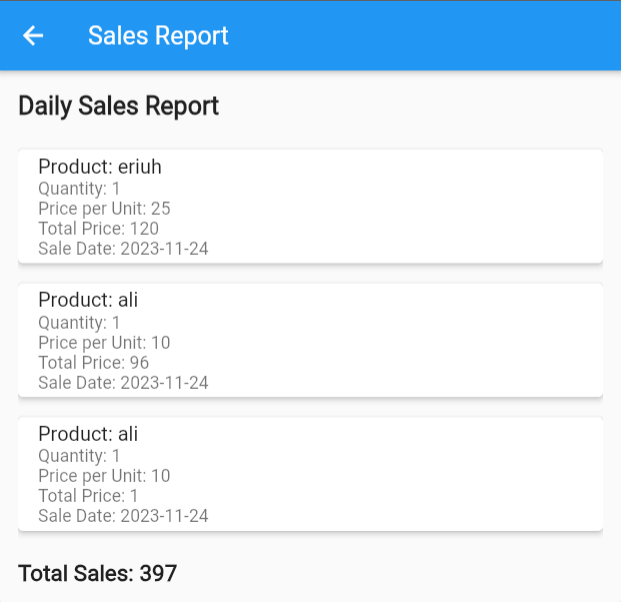 Sales Report
Daily Sales Report
Product: eriuh
Quantity: 1
Price per Unit: 25
Total Price: 120
Sale Date: 2023-11-24
Product: ali
Quantity: 1
Price per Unit: 10
Total Price: 96
Sale Date: 2023-11-24
Product: ali
Quantity: 1
Price per Unit: 10
Total Price: 1
Sale Date: 2023-11-24
Total Sales: 397